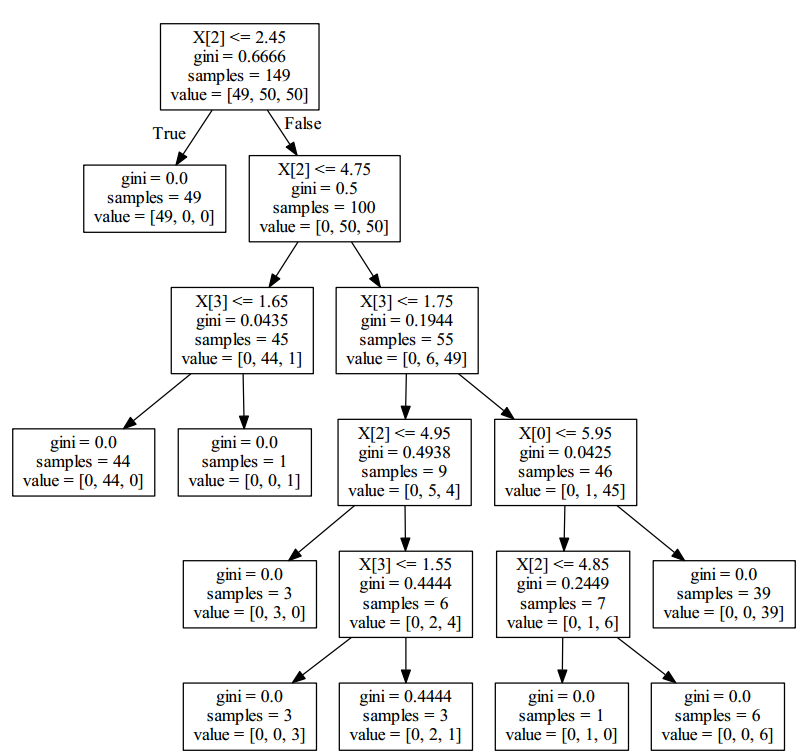 X[2] <= 2.45
gini = 0.6666
samples = 149
value = [49, 50, 50]
True
False
gini = 0.0
samples = 49
value = [49, 0, 0]
X[2] <= 4.75
gini = 0.5
samples = 100
value = [0, 50, 50]
X[3] <= 1.65
gini = 0.0435
samples = 45
value = [0, 44, 1]
X[3] <= 1.75
gini = 0.1944
samples = 55
value = [0, 6, 49]
gini = 0.0
samples = 44
value = [0, 44, 0]
gini = 0.0
samples = 1
value = [0, 0, 1]
X[2] <= 4.95
gini = 0.4938
samples = 9
value = [0, 5, 4]
X[0] <= 5.95
gini = 0.0425
samples = 46
value = [0, 1, 45]
gini = 0.0
samples = 3
value = [0, 3, 0]
X[3] <= 1.55
gini = 0.4444
samples = 6
value = [0, 2, 4]
X[2] <= 4.85
gini = 0.2449
samples = 7
value = [0, 1, 6]
gini = 0.0
samples = 39
value = [0, 0, 39]
gini = 0.0
samples = 3
value = [0, 0, 3]
gini = 0.4444
samples = 3
value = [0, 2, 1]
gini = 0.0
samples = 1
value = [0, 1, 0]
gini = 0.0
samples = 6
value = [0, 0, 6]